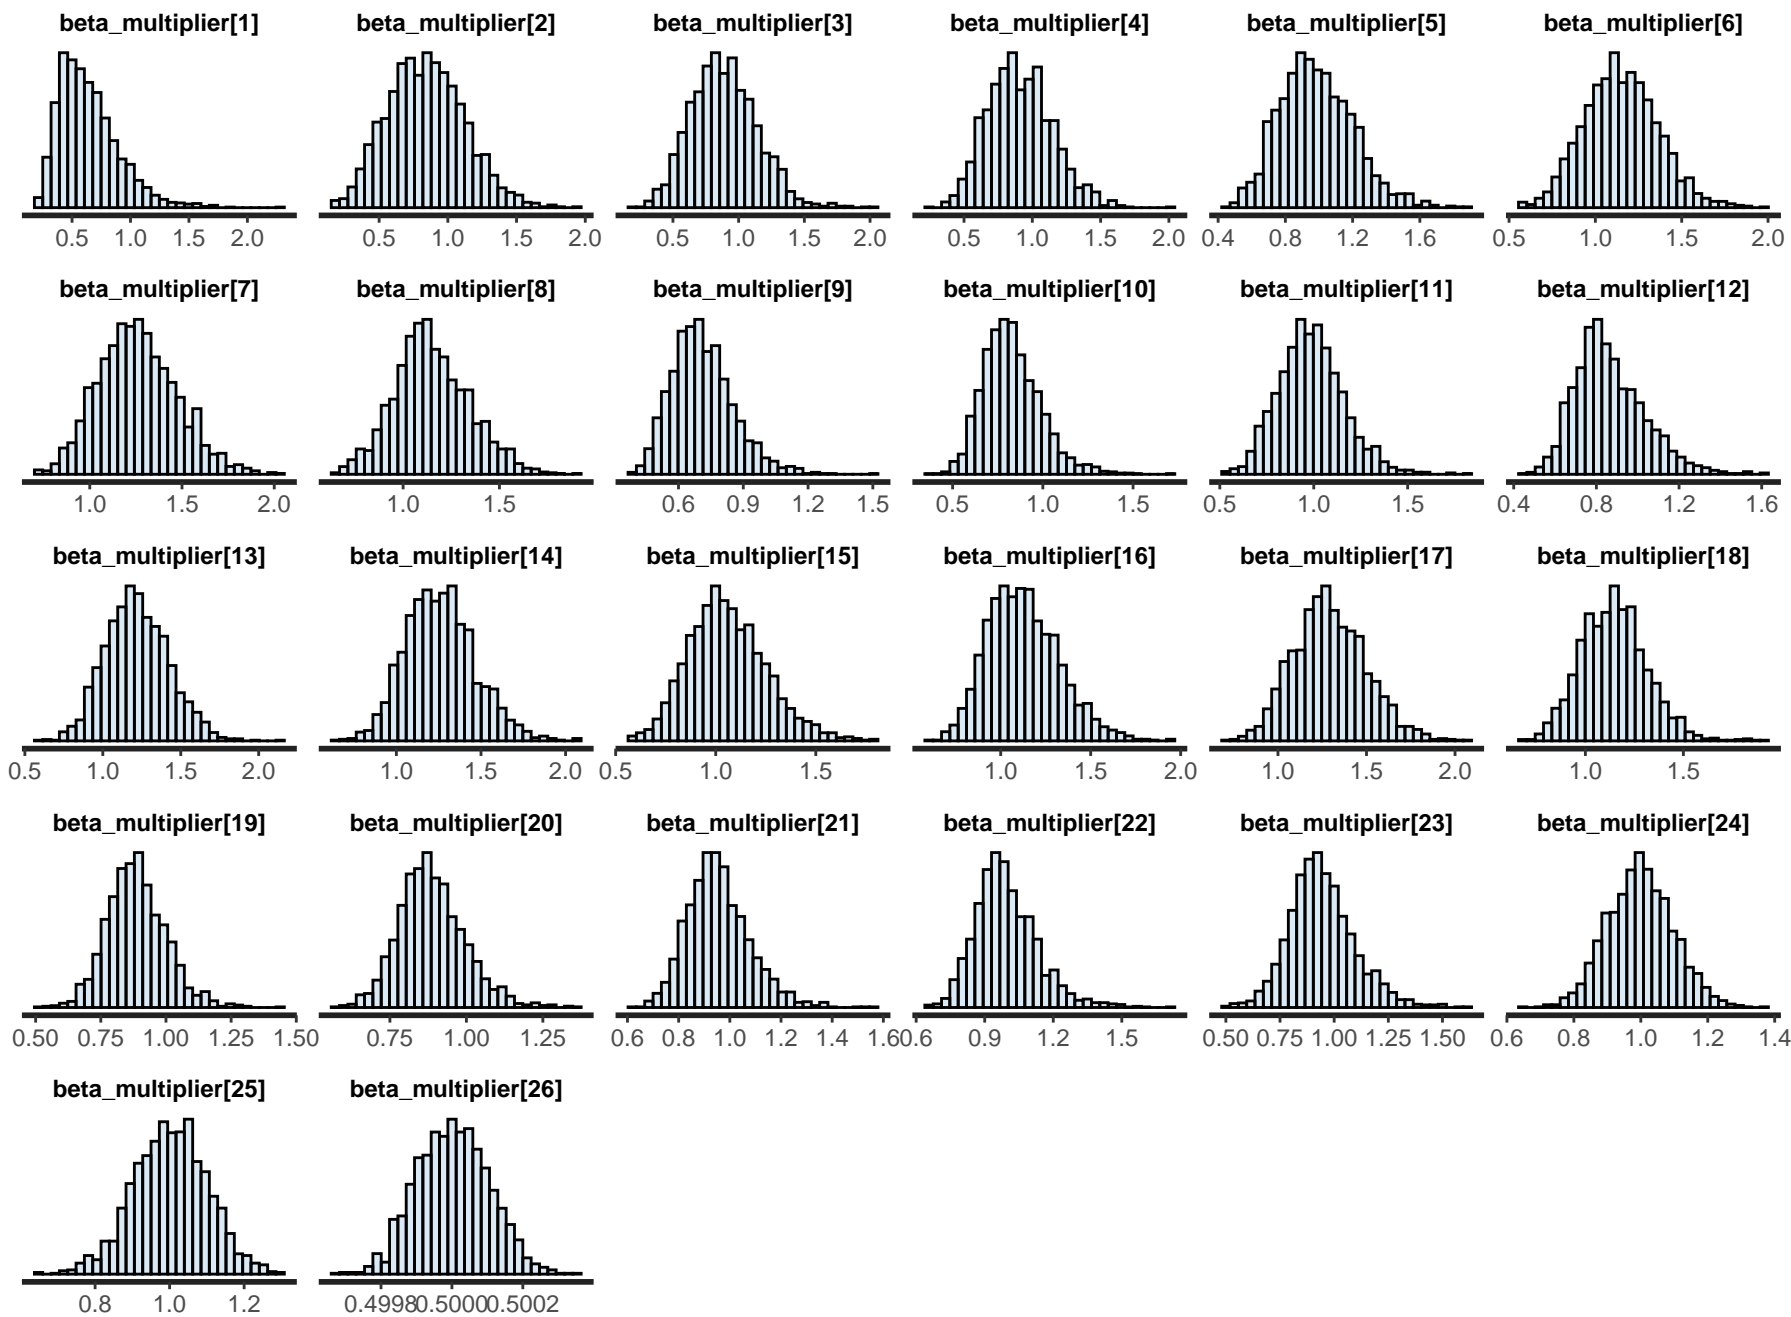 beta_multiplier[1] beta_multiplier[2] beta_multiplier[3] beta_multiplier[4] beta_multiplier[5] beta_multiplier[6]
0.5 1.0 1.5 2.0 0.5 1.0 1.5 2.0 0.5 1.0 1.5 2.0 0.5 1.0 1.5 2.0 0.4 0.8 1.2 1.6 0.5 1.0 1.5 2.0
beta_multiplier[7] beta_multiplier[8] beta_multiplier[9] beta_multiplier[10] beta_multiplier[11] beta_multiplier[12]
1.0 1.5 2.0 1.0 1.5 0.6 0.9 1.2 1.5 0.5 1.0 1.5 0.5 1.0 1.5 0.4 0.8 1.2 1.6
beta_multiplier[13] beta_multiplier[14] beta_multiplier[15] beta_multiplier[16] beta_multiplier[17] beta_multiplier[18]
0.5 1.0 1.5 2.0 1.0 1.5 2.0 0.5 1.0 1.5 1.0 1.5 2.0 1.0 1.5 2.0 1.0 1.5
beta_multiplier[19] beta_multiplier[20] beta_multiplier[21] beta_multiplier[22] beta_multiplier[23] beta_multiplier[24]
0.50 0.75 1.00 1.25 1.50 0.75 1.00 1.25 0.6 0.8 1.0 1.2 1.4 1.6 0.6 0.9 1.2 1.5 0.50 0.75 1.00 1.25 1.50 0.6 0.8 1.0 1.2 1.4
beta_multiplier[25] beta_multiplier[26]
0.8 1.0 1.2 0.4998 0.5000 0.5002